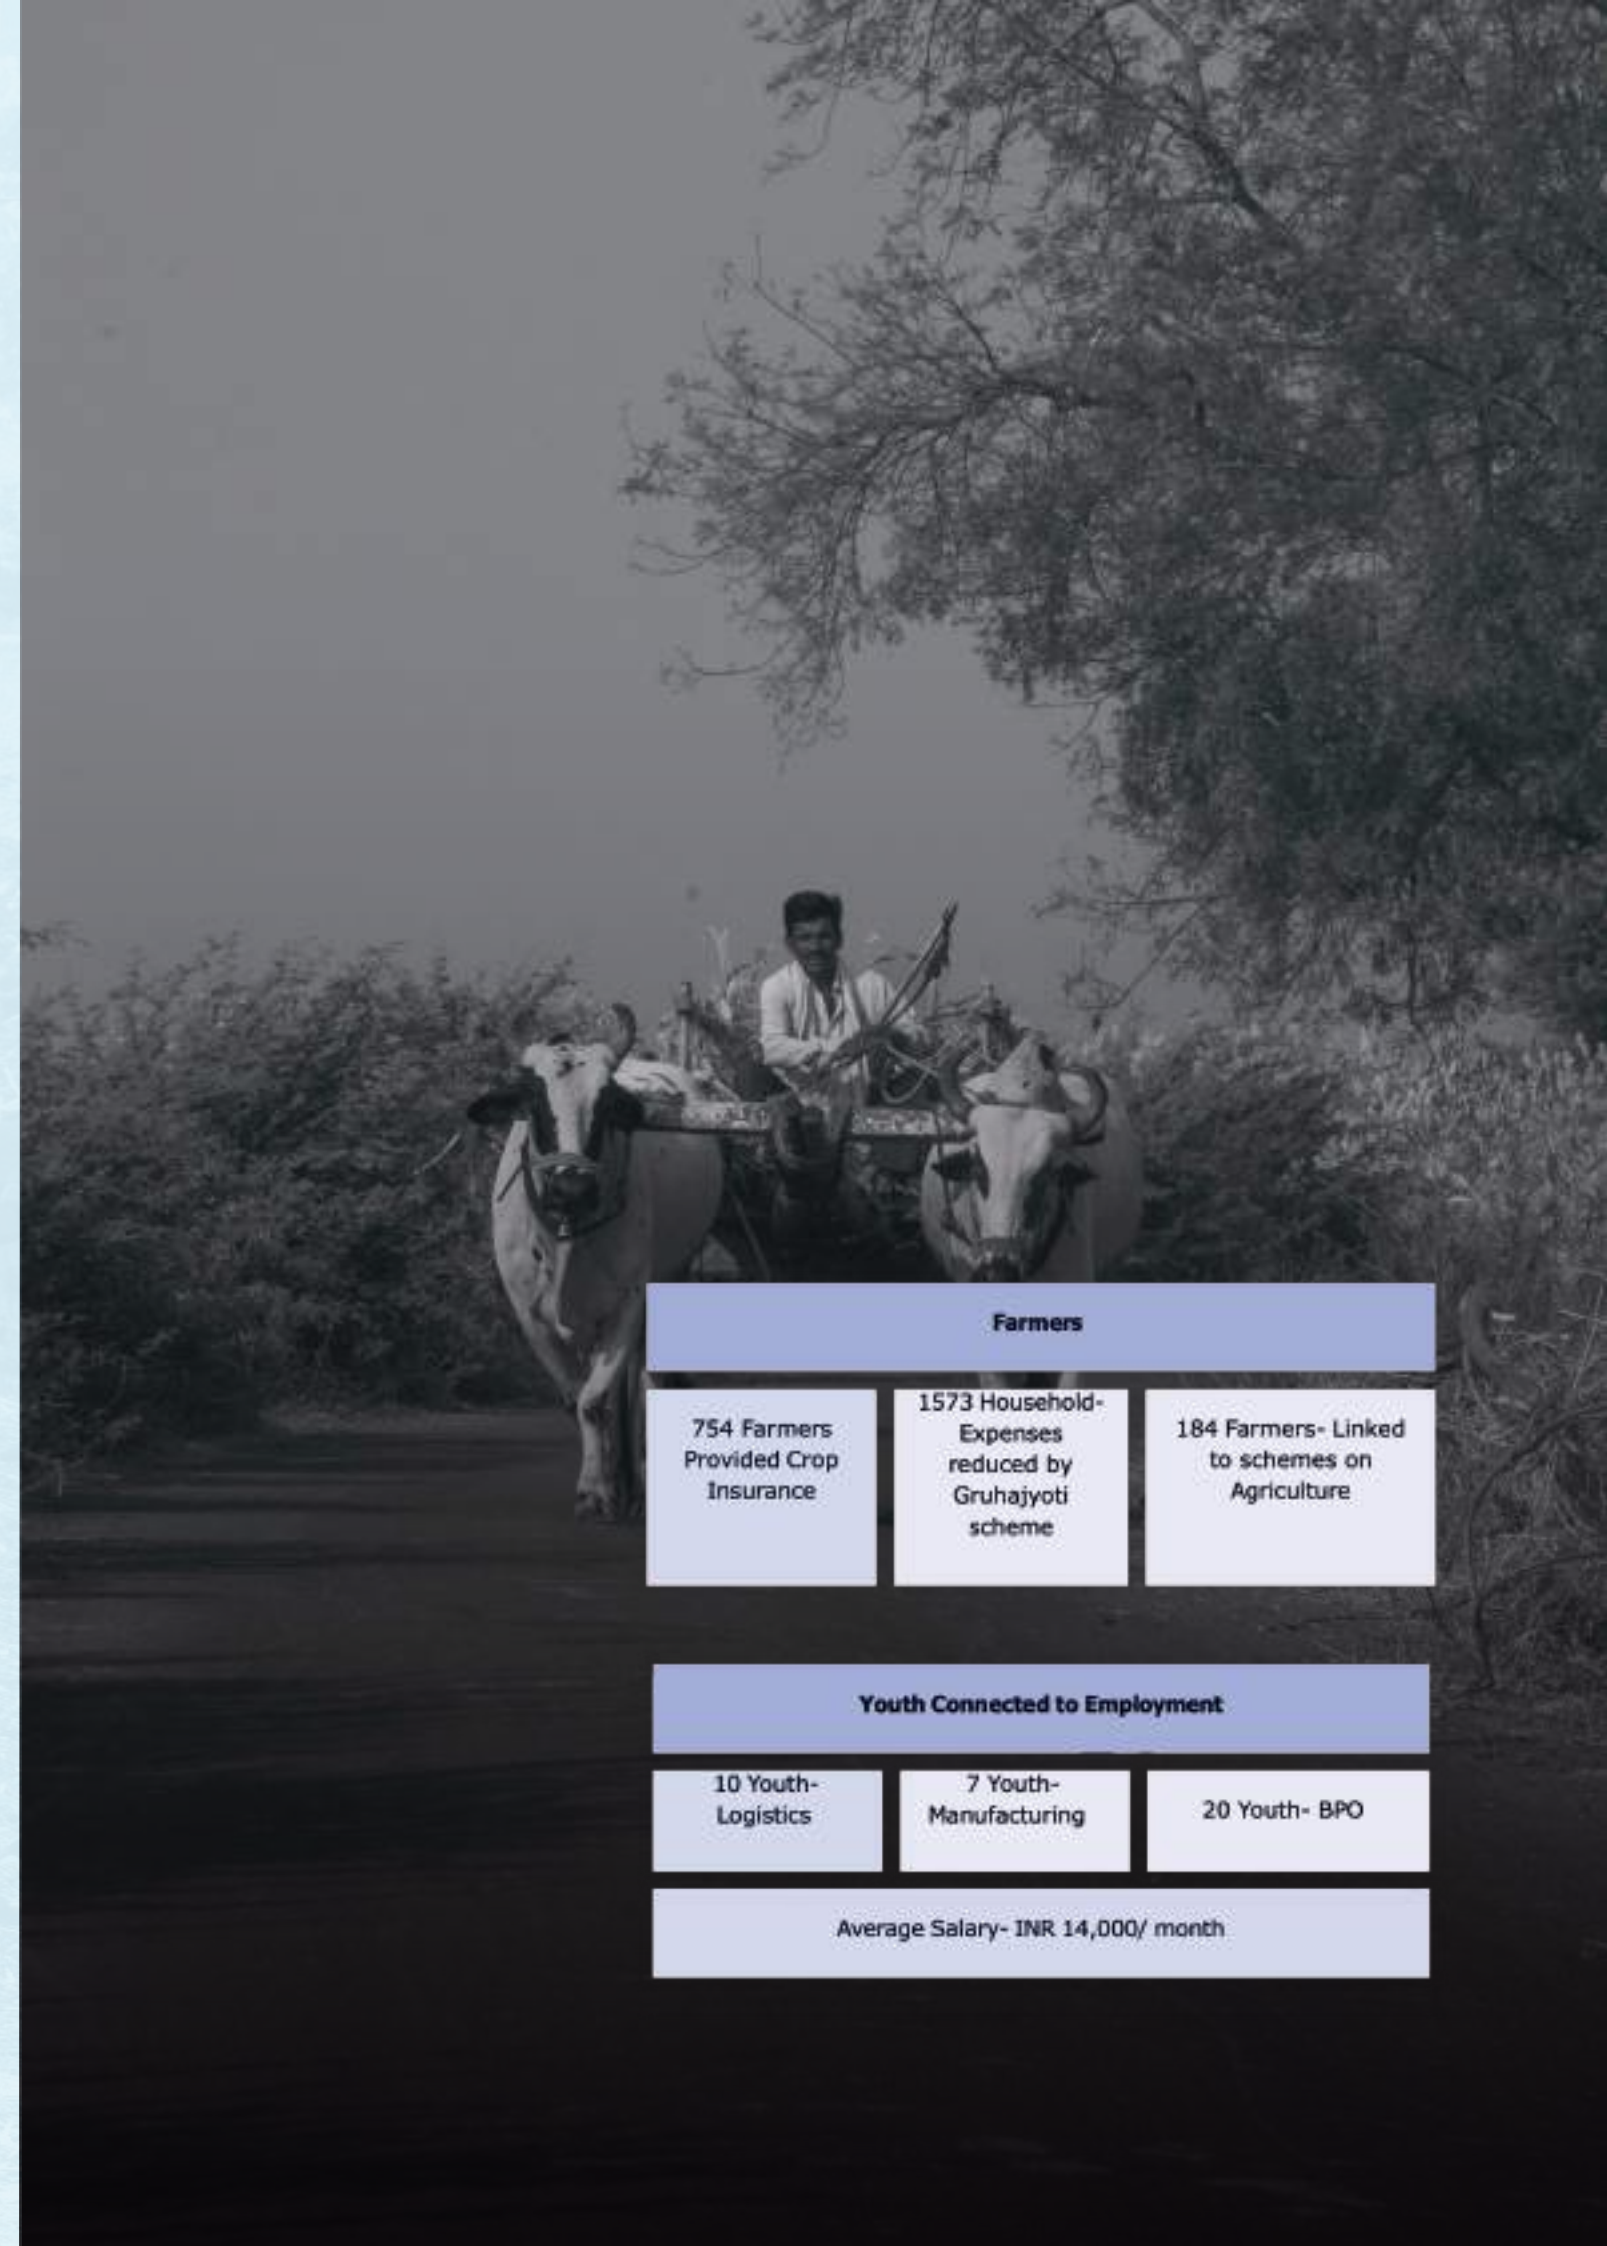 Farmers
754 Farmers
Provided Crop
Insurance
1573 Household-
Expenses
reduced by
Gruhajyoti
scheme
184 Farmers- Linked
to schemes on
Agriculture
Youth Connected to Employment
10 Youth-
Logistics
7 Youth-
Manufacturing
20 Youth- BPO
Average Salary- INR 14,000/ month